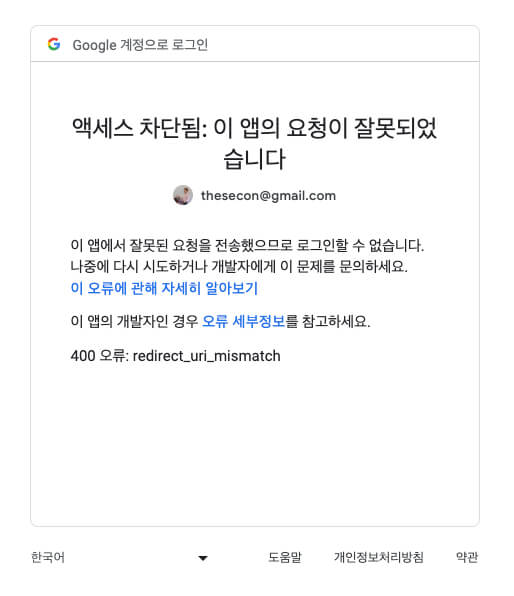 Google 계정으로 로그인
액세스 차단됨: 이 앱의 요청이 잘못되었
습니다
thesecon@gmail.com
이 앱에서 잘못된 요청을 전송했으므로 로그인할 수 없습니다.
나중에 다시 시도하거나 개발자에게 이 문제를 문의하세요.
이 오류에 관해 자세히 알아보기
이 앱의 개발자인 경우 오류 세부정보를 참고하세요.
400 오류: redirect_uri_mismatch
한국어 도움말 개인정보처리방침 약관